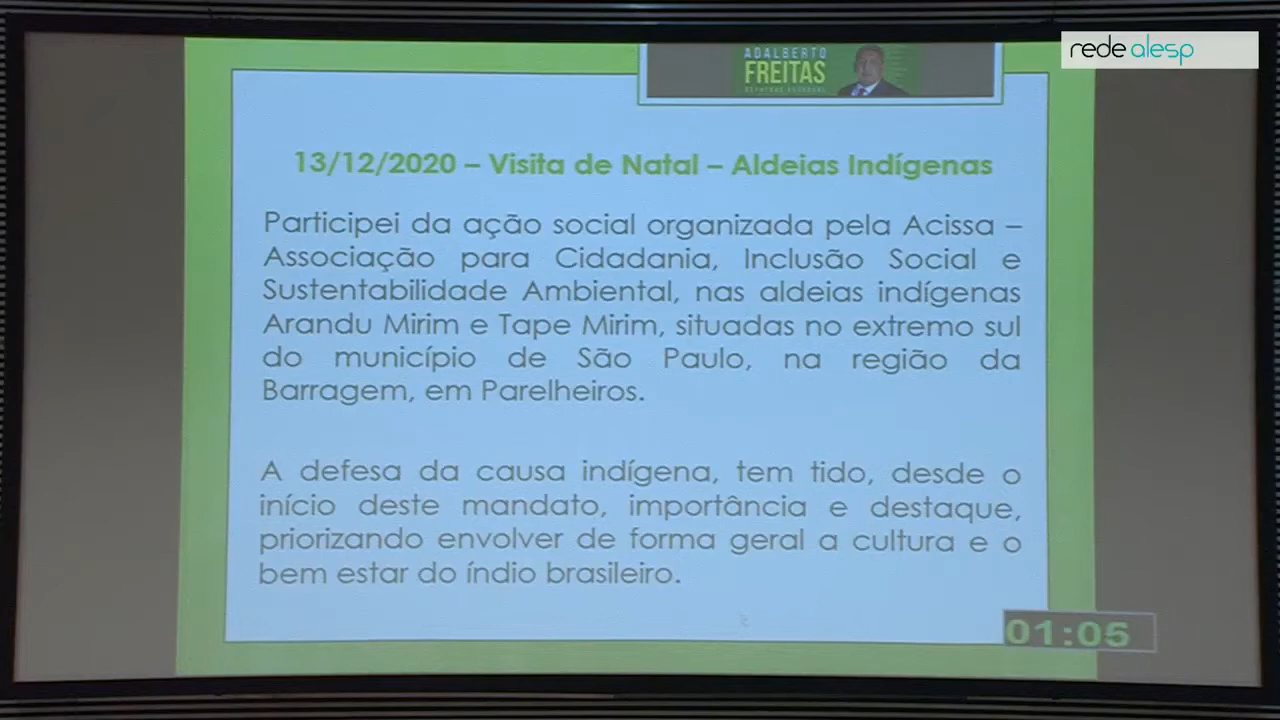 rede alesp
ADALBERTO
FREITAS
DEPUTADO ESTADUAL
13/12/2020 – Visita de Natal – Aldeias Indígenas
Participei da ação social organizada pela Acissa –
Associação para Cidadania, Inclusão Social e
Sustentabilidade Ambiental, nas aldeias indígenas
Arandu Mirim e Tape Mirim, situadas no extremo sul
do município de São Paulo, na região da
Barragem, em Parelheiros.
A defesa da causa indígena, tem tido, desde o
início deste mandato, importância e destaque,
priorizando envolver de forma geral a cultura e o
bem estar do índio brasileiro.
01:05